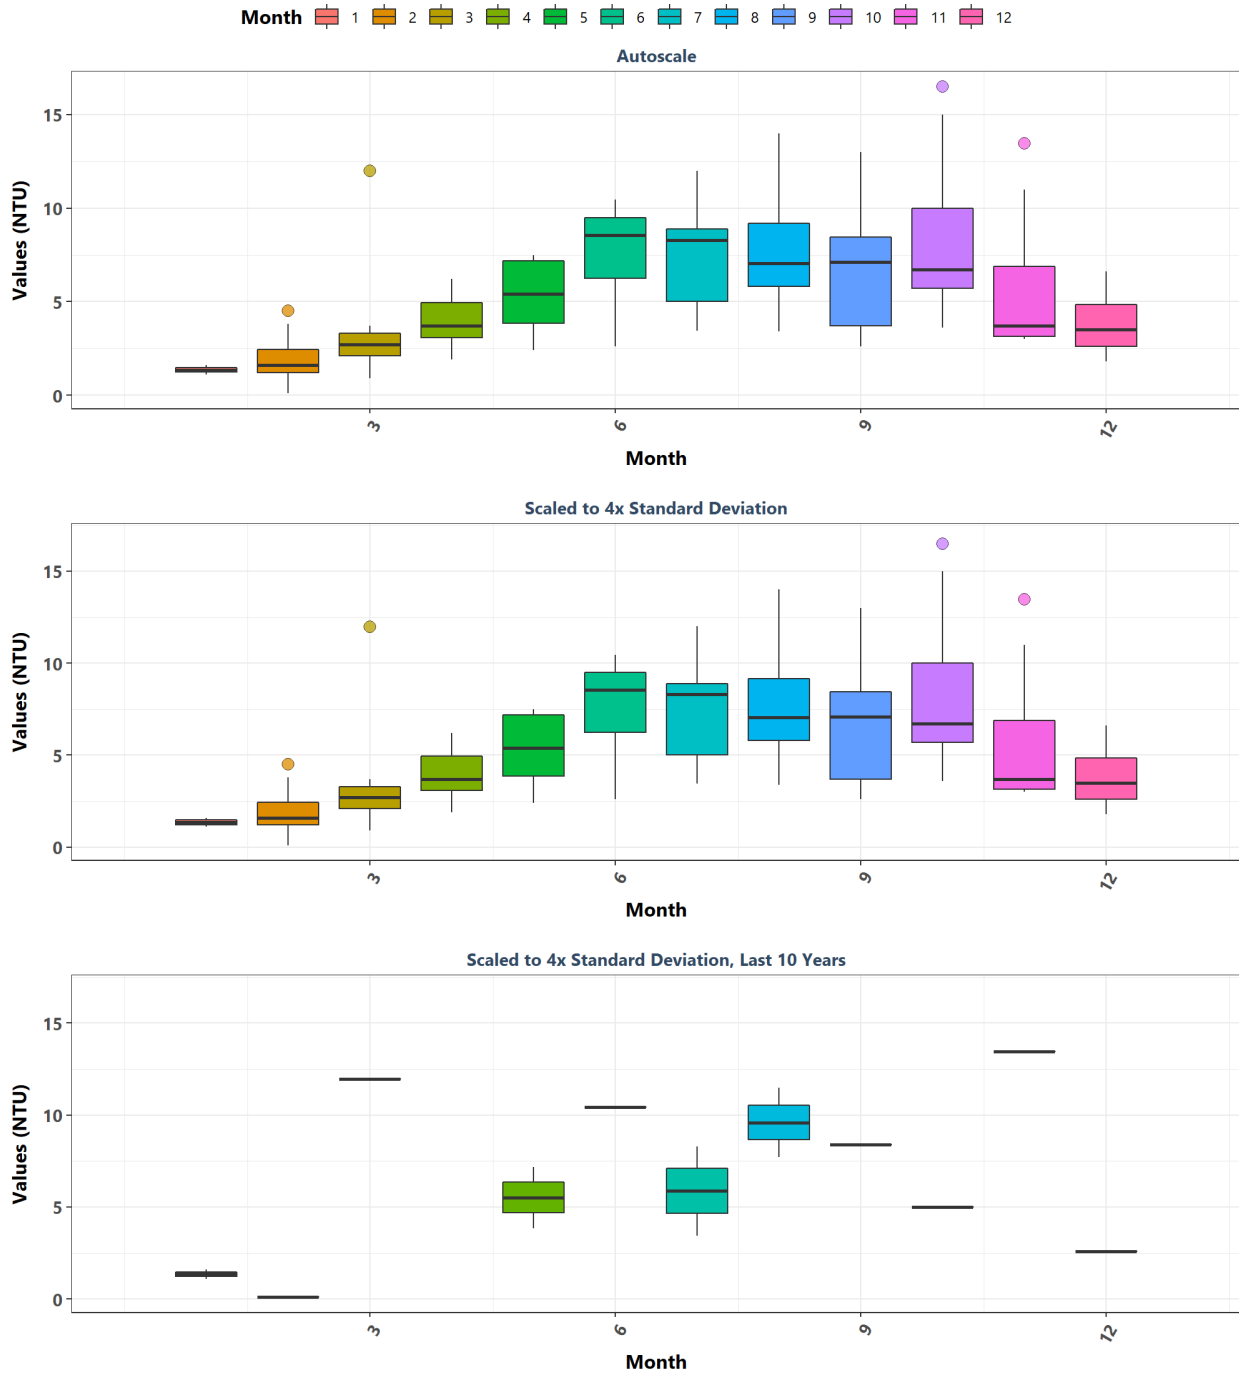 Month 1 2 3 4 5 6 7 8 9 10 11 12
Autoscale
Values (NTU)
15
10
5
0
3 6 9 12
Month
Scaled to 4x Standard Deviation
Values (NTU)
15
10
5
0
3 6 9 12
Month
Scaled to 4x Standard Deviation, Last 10 Years
Values (NTU)
15
10
5
0
3 6 9 12
Month